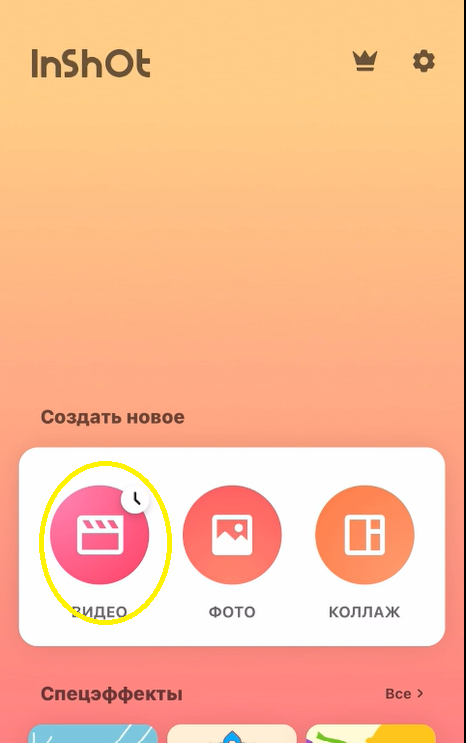 InShOt
Создать новое
ВИДЕО
ФОТО
КОЛЛАЖ
Спецэффекты
Все >